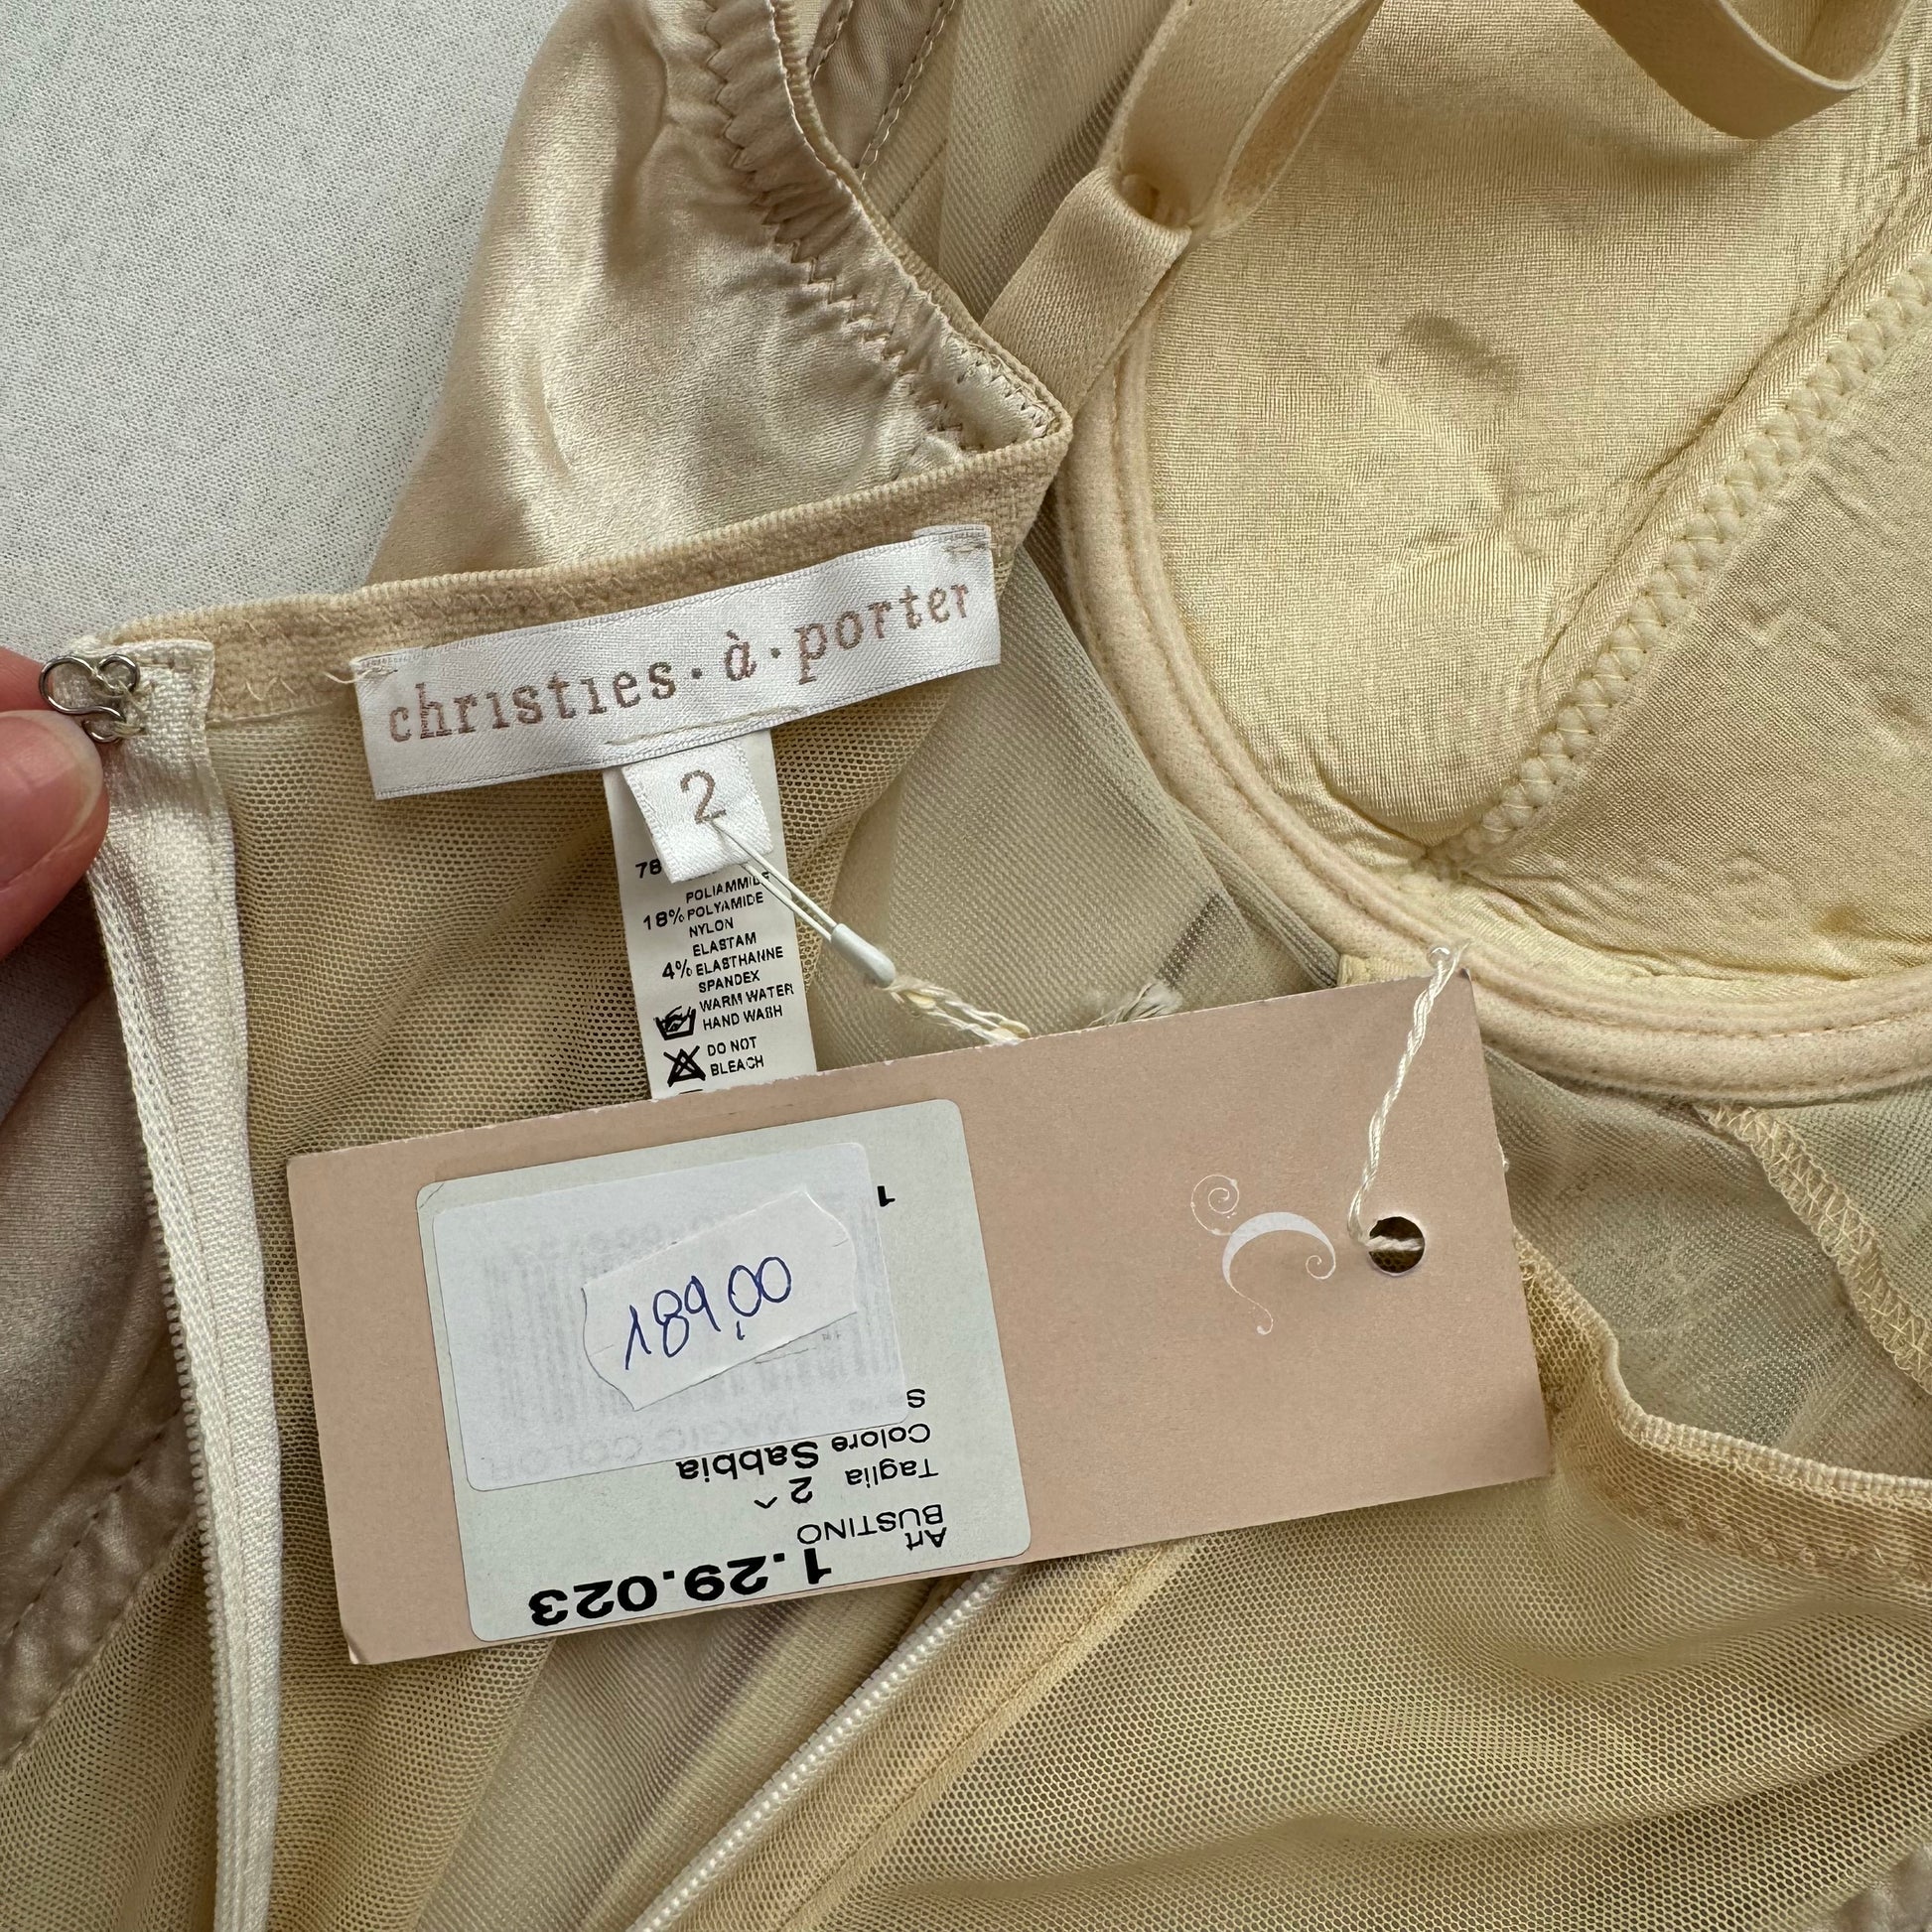 christies·à·porter
2
78
POLIAMMIDE
18% POLYAMIDE
NYLON
ELASTAM
4% ELASTHANNE
SPANDEX
WARM WATER
HAND WASH
DO NOT
BLEACH
189,00
1.29.023
Art
BUSTINO
Taglia 2^
Colore Sabbia
S
1